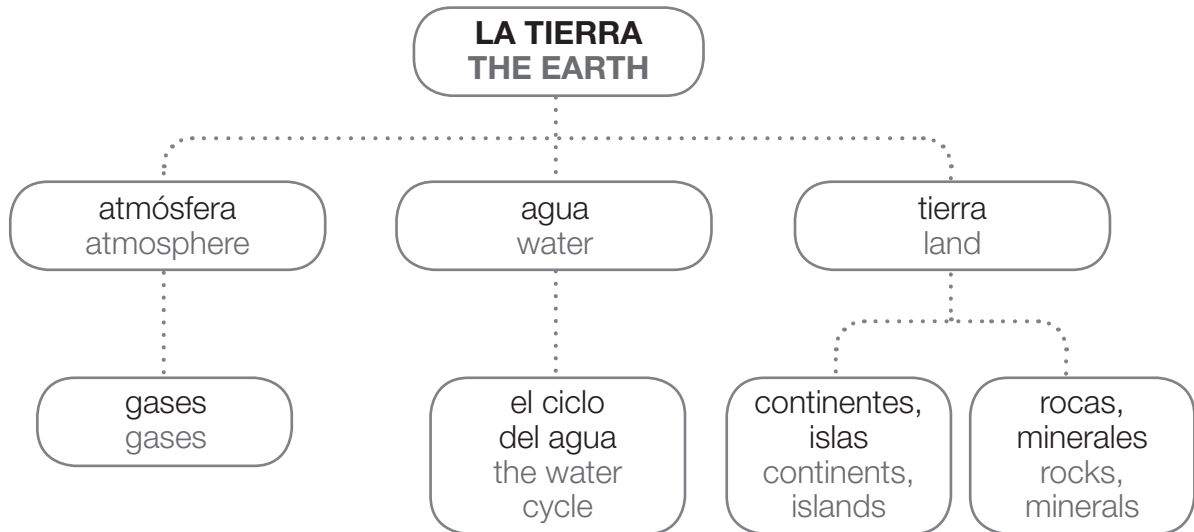 LA TIERRA
THE EARTH
atmósfera
atmosphere
agua
water
tierra
land
gases
gases
el ciclo
del agua
the water
cycle
continentes,
islas
continents,
islands
rocas,
minerales
rocks,
minerals